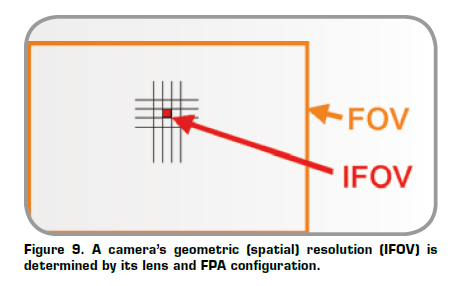 FOV
IFOV
Figure 9. A camera's geometric (spatial) resolution (IFOV) is
determined by its lens and FPA configuration.